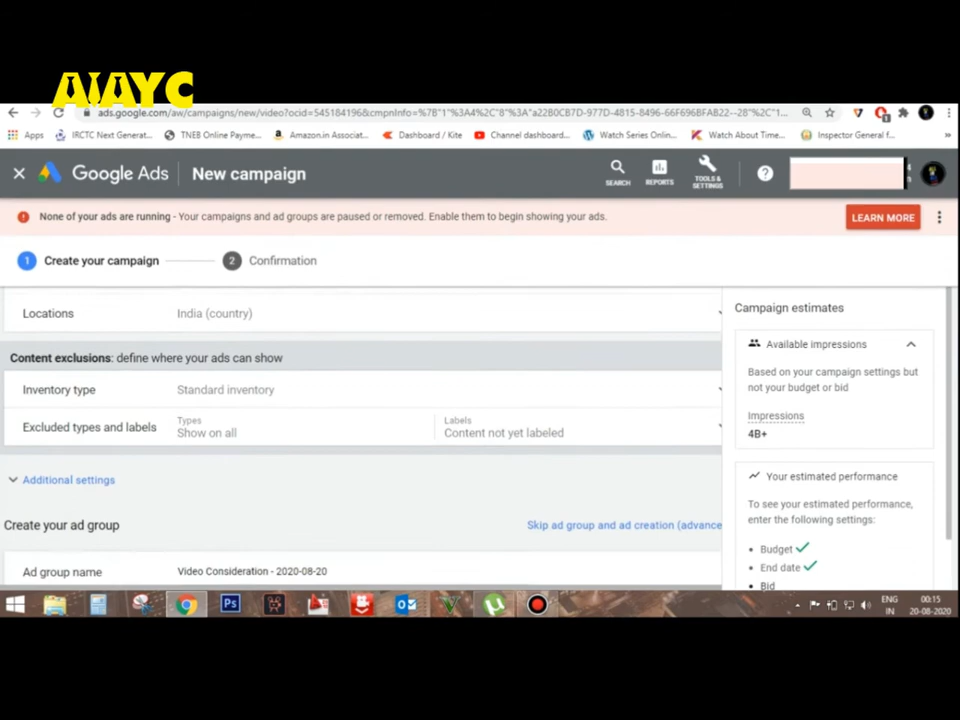 AIAYC
ads.google.com/aw/campaigns/new/video?ocid=545184196&cmpnInfo=%7B"1"%3A4%2C"8"%3A"a22B0CB7D-977D-4815-8496-66F696BFAB22--28"%2C"1...
Apps IRCTC Next Generat... TNEB Online Payme... Amazon.in Associat... Dashboard / Kite Channel dashboard... Watch Series Onlin... Watch About Time... Inspector General f... »
Google Ads New campaign SEARCH REPORTS TOOLS & SETTINGS
None of your ads are running - Your campaigns and ad groups are paused or removed. Enable them to begin showing your ads. LEARN MORE
1 Create your campaign 2 Confirmation
Locations India (country)
Content exclusions: define where your ads can show
Inventory type Standard inventory
Excluded types and labels
Types
Show on all
Labels
Content not yet labeled
Additional settings
Create your ad group Skip ad group and ad creation (advance
Ad group name Video Consideration - 2020-08-20
Campaign estimates
Available impressions
Based on your campaign settings but
not your budget or bid
Impressions
4B+
Your estimated performance
To see your estimated performance,
enter the following settings:
• Budget
• End date
• Bid
Ps
ENG
IN
00:15
20-08-2020